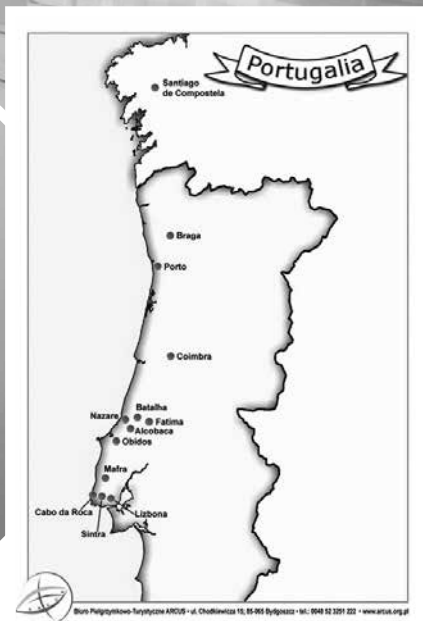 Portugalia
Santiago
de Compostela
Braga
Porto
Coimbra
Batalha
Nazare
Fatima
Alcobaca
Obidos
Mafra
Cabo da Roca
Lizbona
Sintra
Biuro Pielgrzymkowo-Turystyczne ARCUS • ul. Chodkiewicza 15, 85-065 Bydgoszcz • tel.: 0048 52 3251 222 • www.arcus.org.pl